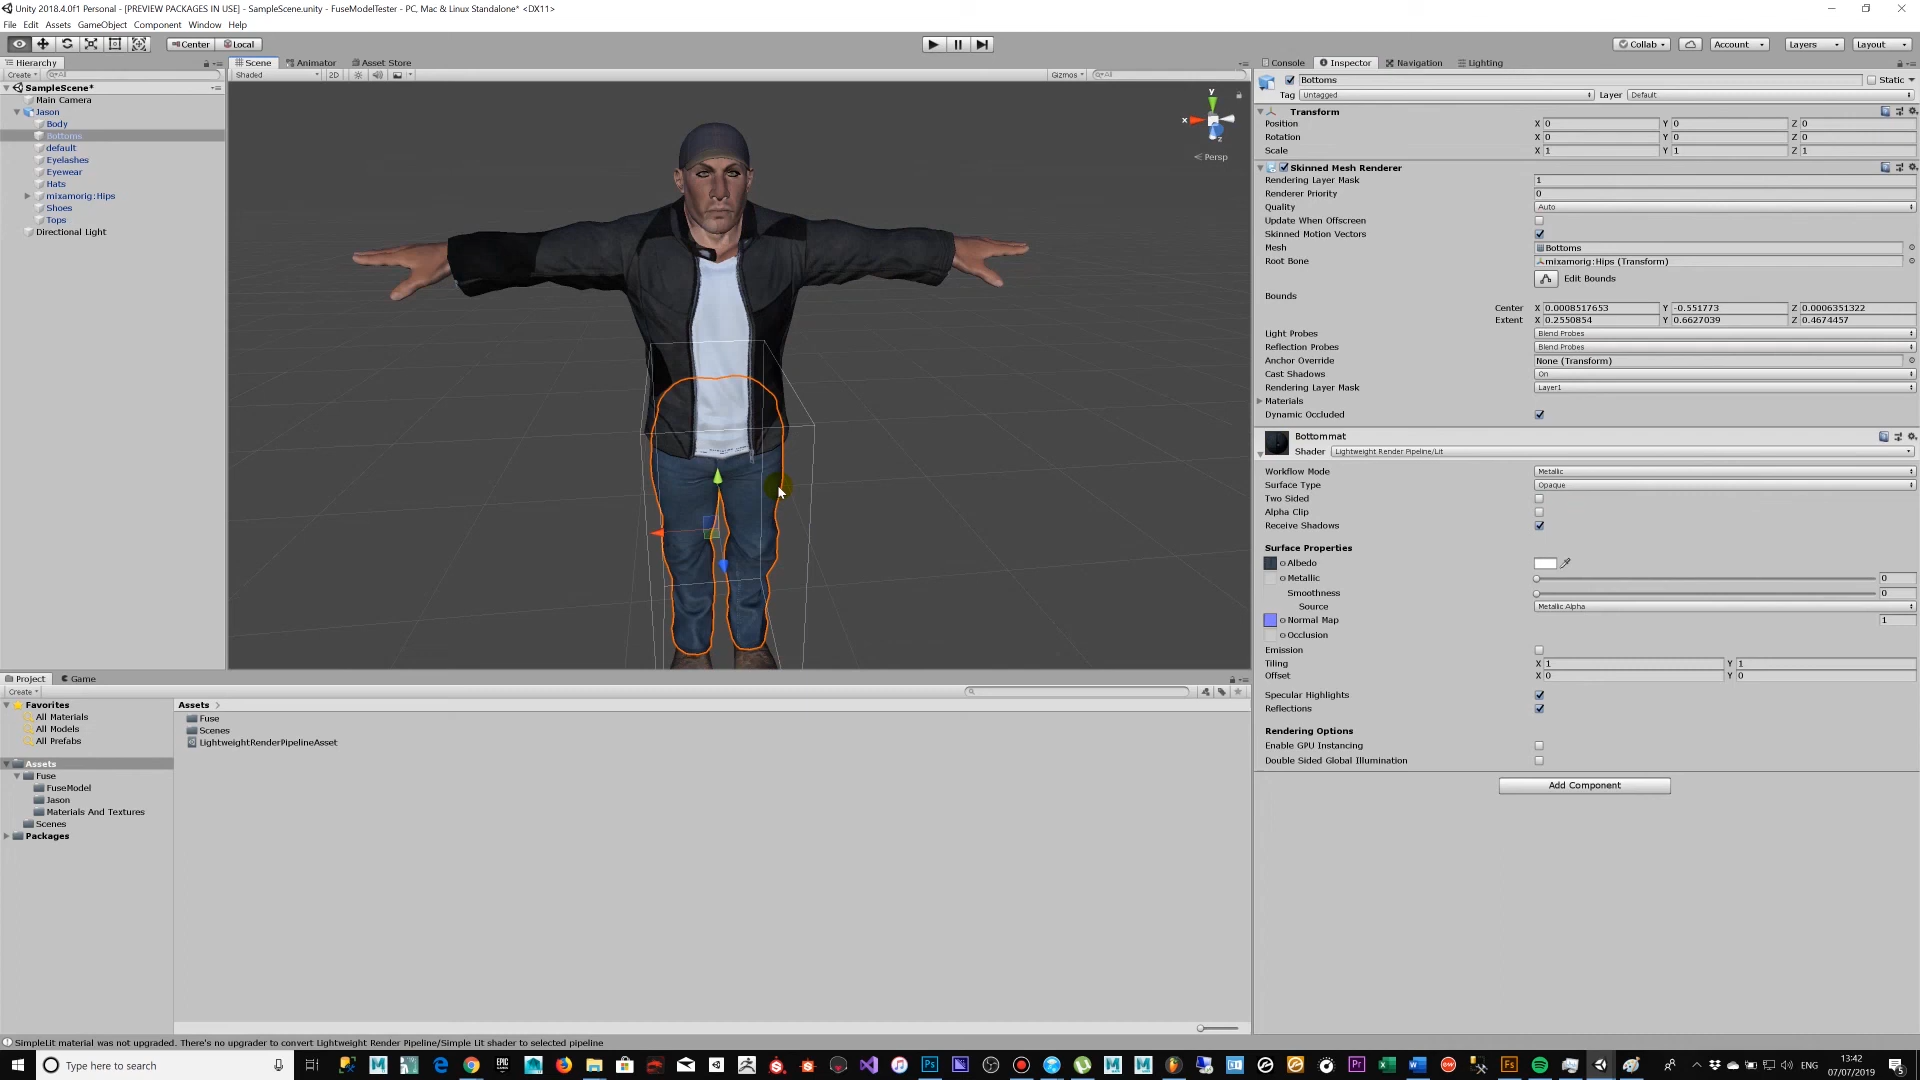 Unity 2018.4.0f1 Personal - [PREVIEW PACKAGES IN USE] - SampleScene.unity - FuseModelTester - PC, Mac & Linux Standalone* <DX11>
File Edit Assets GameObject Component Window Help
Center Local
Collab Account Layers Layout
Hierarchy
Create All
SampleScene*
Main Camera
Jason
Body
Bottoms
default
Eyelashes
Eyewear
Hats
mixamorig:Hips
Shoes
Tops
Directional Light
Scene Animator Asset Store
Shaded 2D Gizmos All
y
x
z
Persp
Console Inspector Navigation Lighting
Bottoms Static
Tag Untagged Layer Default
Transform
Position X 0 Y 0 Z 0
Rotation X 0 Y 0 Z 0
Scale X 1 Y 1 Z 1
Skinned Mesh Renderer
Rendering Layer Mask 1
Renderer Priority 0
Quality Auto
Update When Offscreen
Skinned Motion Vectors
Mesh Bottoms
Root Bone mixamorig:Hips (Transform)
Edit Bounds
Bounds
Center X 0.0008517653 Y -0.551773 Z 0.0006351322
Extent X 0.2550854 Y 0.6627039 Z 0.4674457
Light Probes Blend Probes
Reflection Probes Blend Probes
Anchor Override None (Transform)
Cast Shadows On
Rendering Layer Mask Layer1
Materials
Dynamic Occluded
Bottommat
Shader Lightweight Render Pipeline/Lit
Workflow Mode Metallic
Surface Type Opaque
Two Sided
Alpha Clip
Receive Shadows
Surface Properties
Albedo
Metallic 0
Smoothness 0
Source Metallic Alpha
Normal Map 1
Occlusion
Emission
Tiling X 1 Y 1
Offset X 0 Y 0
Specular Highlights
Reflections
Rendering Options
Enable GPU Instancing
Double Sided Global Illumination
Add Component
Project Game
Create
Favorites
All Materials
All Models
All Prefabs
Assets
Fuse
FuseModel
Jason
Materials And Textures
Scenes
Packages
Assets
Fuse
Scenes
LightweightRenderPipelineAsset
SimpleLit material was not upgraded. There's no upgrader to convert Lightweight Render Pipeline/Simple Lit shader to selected pipeline
Type here to search
ENG
13:42
07/07/2019